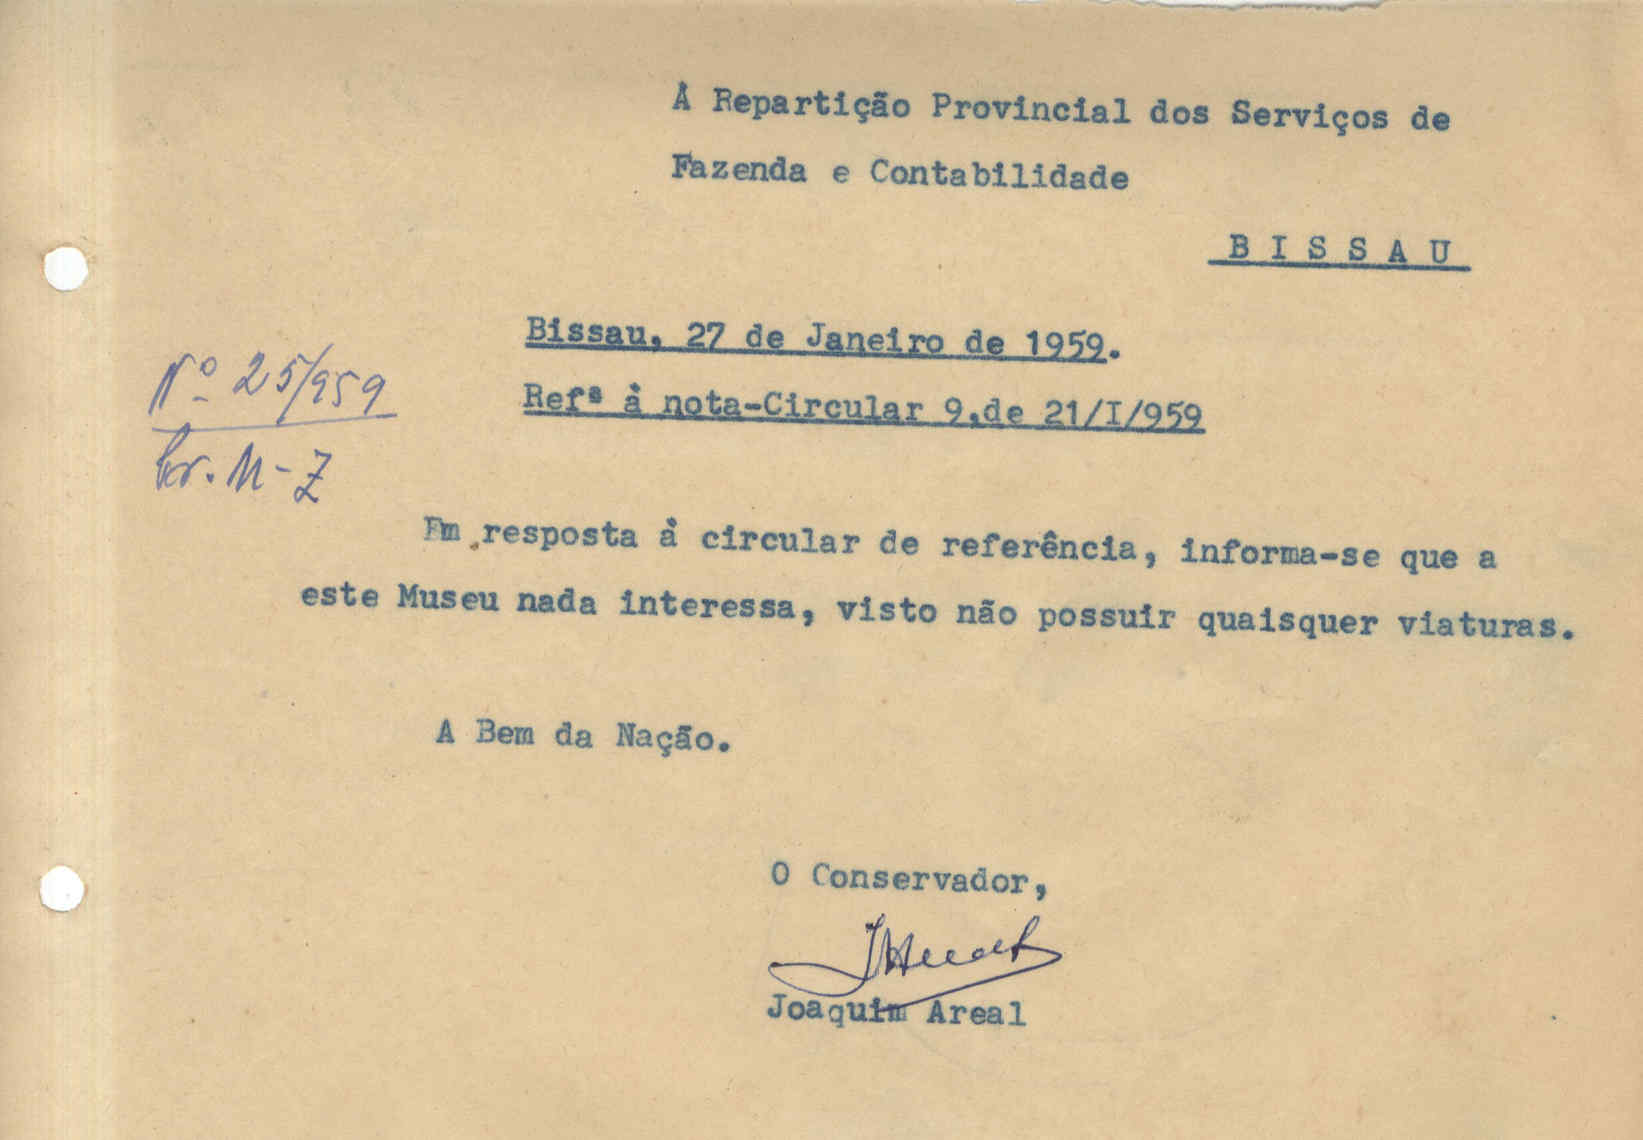 À Repartição Provincial dos Serviços de
Fazenda e Contabilidade
B I S S A U
Bissau, 27 de Janeiro de 1959.
Refª à nota-Circular 9,de 21/I/959
Nº 25/959
M-Z
Em resposta à circular de referência, informa-se que a
este Museu nada interessa, visto não possuir quaisquer viaturas.
A Bem da Nação.
O Conservador,
Joaquim Areal